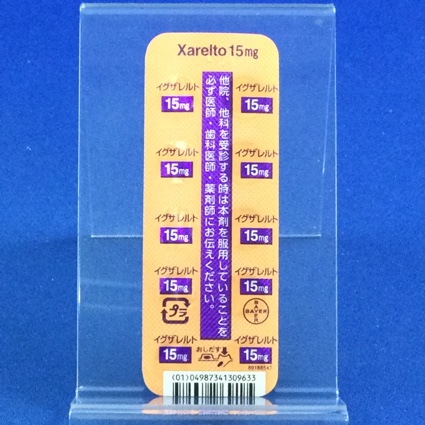 Xarelto 15mg
イグザレルト イグザレルト
15mg 15mg
他院、他科を受診する時は本剤を服用していることを
必ず医師・歯科医師・薬剤師にお伝えください。
イグザレルト イグザレルト
15mg 15mg
イグザレルト イグザレルト
15mg 15mg
イグザレルト イグザレルト
15mg 15mg
プラ
BAYER
BAYER
イグザレルト イグザレルト
15mg 15mg
おしだす
(01)04987341309633